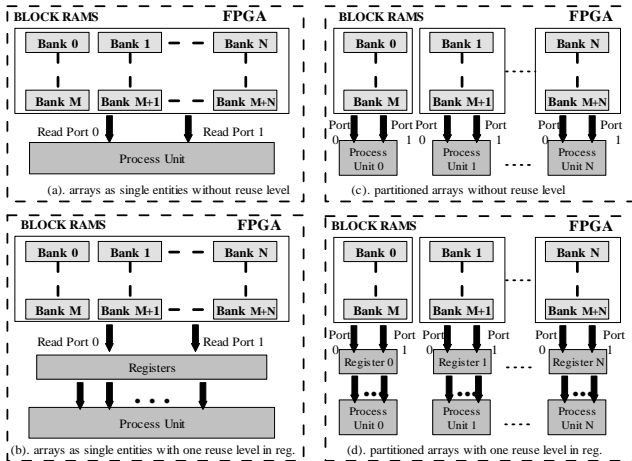 BLOCK RAMS FPGA
Bank 0 Bank 1 Bank N
Bank M Bank M+1 Bank M+N
Read Port 0 Read Port 1
Process Unit
(a). arrays as single entities without reuse level
FPGA
BLOCK RAMS
Bank 0 Bank 1 Bank N
Bank M Bank M+1 Bank M+N
Port 0 Port 1 Port 0 Port 1 Port 0 Port 1
Process Unit 0 Process Unit 1 Process Unit N
(c). partitioned arrays without reuse level
BLOCK RAMS FPGA
Bank 0 Bank 1 Bank N
Bank M Bank M+1 Bank M+N
Read Port 0 Read Port 1
Registers
Process Unit
(b). arrays as single entities with one reuse level in reg.
BLOCK RAMS FPGA
Bank 0 Bank 1 Bank N
Bank M Bank M+1 Bank M+N
Port 0 Port 1 Port 0 Port 1 Port 0 Port 1
Register 0 Register 1 Register N
Process Unit 0 Process Unit 1 Process Unit N
(d). partitioned arrays with one reuse level in reg.